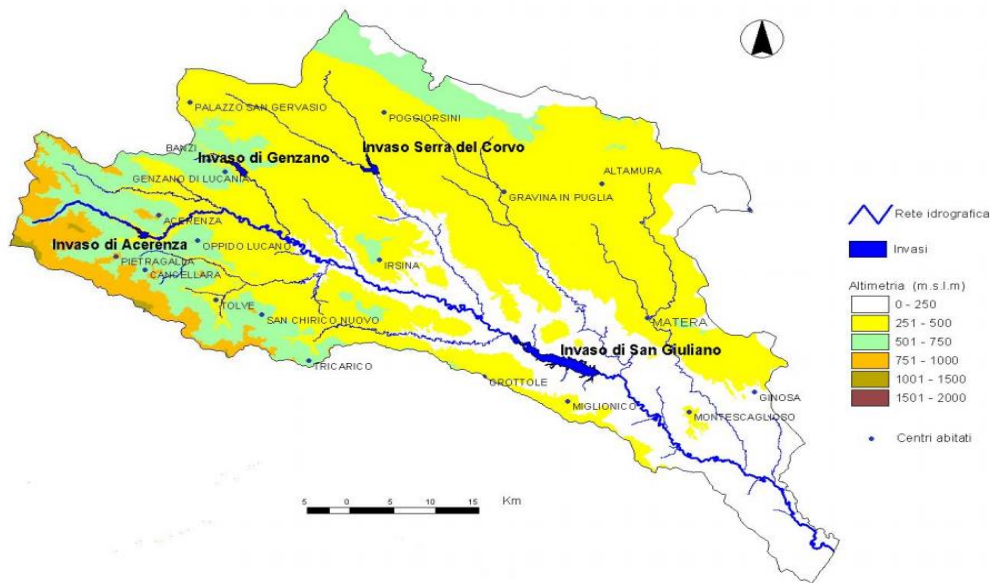 PALAZZO SAN GERVASIO
POGGIORSINI
BANZI
Invaso di Genzano
Invaso Serra del Corvo
GENZANO DI LUCANIA
ALTAMURA
GRAVINA IN PUGLIA
ACERENZA
Invaso di Acerenza
OPPIDO LUCANO
PIETRAGALLA
CANCELLARA
IRSINA
TOLVE
SAN CHIRICO NUOVO
MATERA
Invaso di San Giuliano
TRICARICO
GROTTOLE
GINOSA
MIGLIONICO
MONTESCAGLIOSO
Rete idrografica
Invasi
Altimetria (m.s.l.m)
0 - 250
251 - 500
501 - 750
751 - 1000
1001 - 1500
1501 - 2000
Centri abitati
5 0 5 10 15 Km